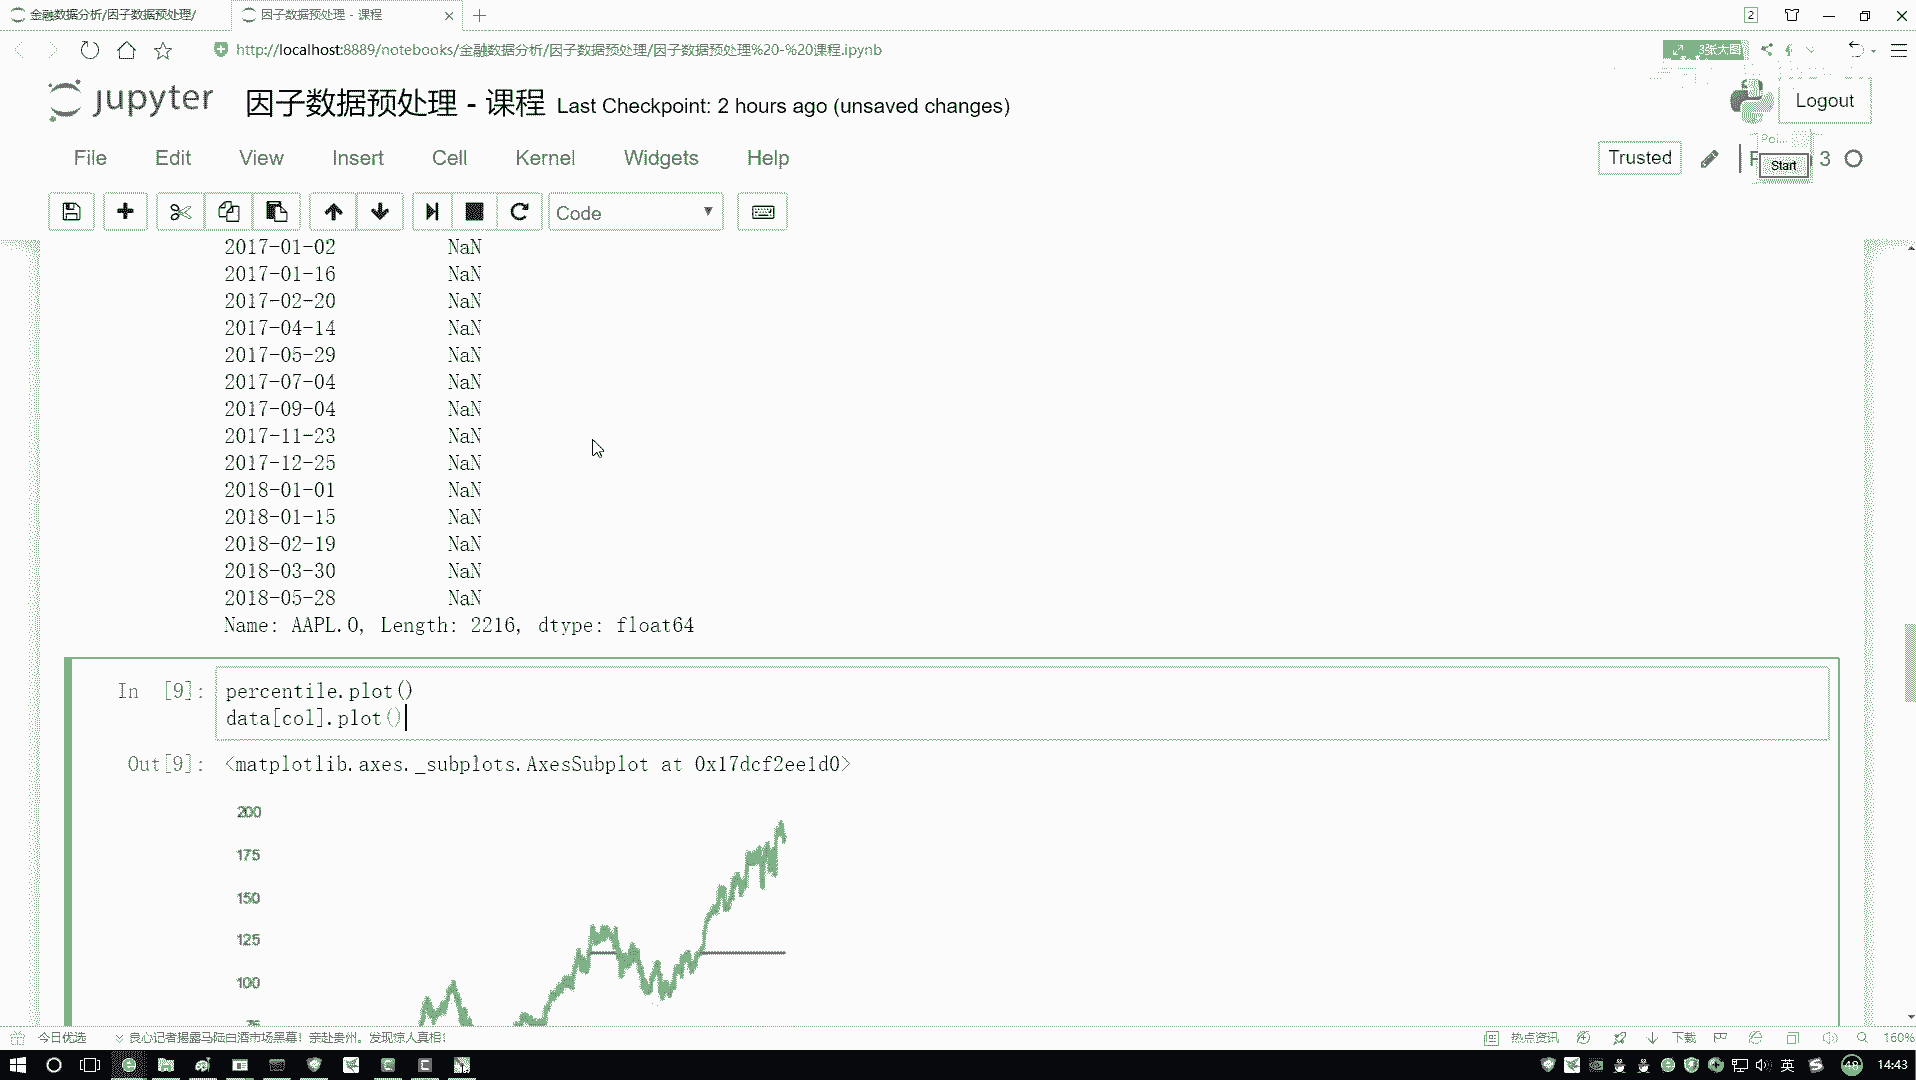 金融数据分析/因子数据预处理/
因子数据预处理 - 课程
2
http://localhost:8889/notebooks/金融数据分析/因子数据预处理/因子数据预处理%20-%20课程.ipynb
3张大图
jupyter
因子数据预处理 - 课程 Last Checkpoint: 2 hours ago (unsaved changes)
Logout
File Edit View Insert Cell Kernel Widgets Help
Trusted
3
Poi...
Start
Code
2017-01-02 NaN
2017-01-16 NaN
2017-02-20 NaN
2017-04-14 NaN
2017-05-29 NaN
2017-07-04 NaN
2017-09-04 NaN
2017-11-23 NaN
2017-12-25 NaN
2018-01-01 NaN
2018-01-15 NaN
2018-02-19 NaN
2018-03-30 NaN
2018-05-28 NaN
Name: AAPL.O, Length: 2216, dtype: float64
In [9]: percentile.plot()
data[col].plot()
Out[9]: <matplotlib.axes._subplots.AxesSubplot at 0x17dcf2ee1d0>
200
175
150
125
100
75
今日优选
良心记者揭露马陆白酒市场黑幕！亲赴贵州。发现惊人真相！
热点资讯
下载
160%
英
48
14:43